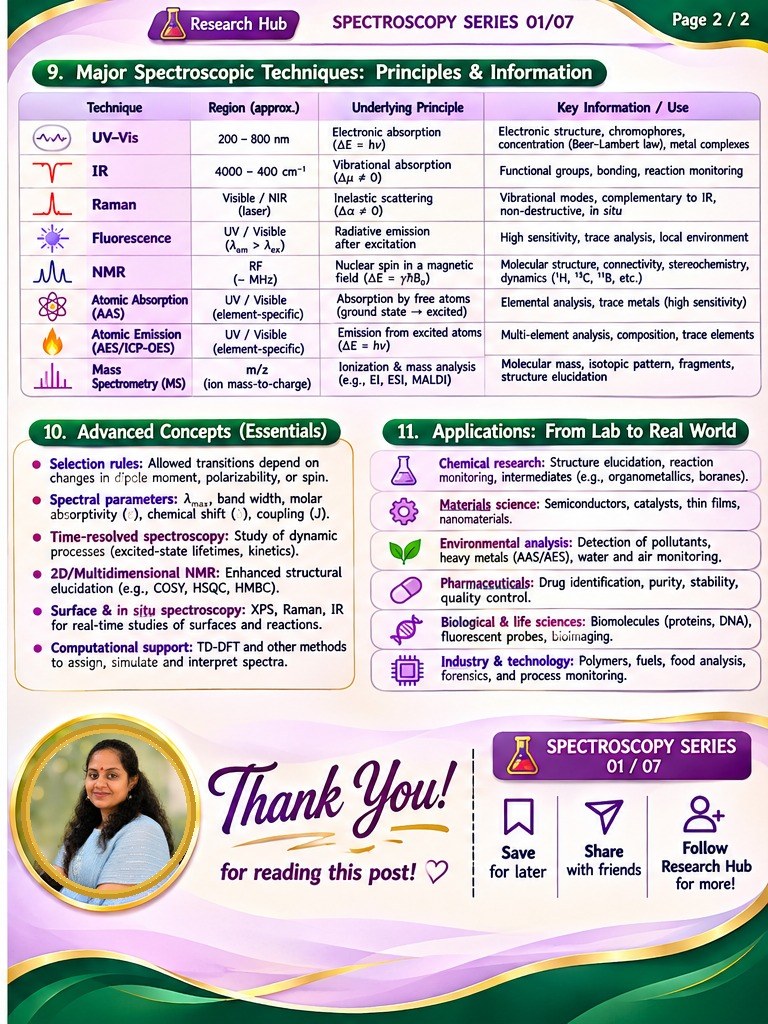 Research Hub
SPECTROSCOPY SERIES 01/07
Page 2 / 2
9. Major Spectroscopic Techniques: Principles & Information
Technique
Region (approx.)
Underlying Principle
Key Information / Use
UV–Vis
200 – 800 nm
Electronic absorption
(ΔE = hν)
Electronic structure, chromophores,
concentration (Beer–Lambert law), metal complexes
IR
4000 – 400 cm⁻¹
Vibrational absorption
(Δμ ≠ 0)
Functional groups, bonding, reaction monitoring
Raman
Visible / NIR
(laser)
Inelastic scattering
(Δα ≠ 0)
Vibrational modes, complementary to IR,
non-destructive, in situ
Fluorescence
UV / Visible
(λₐₘ > λₑₓ)
Radiative emission
after excitation
High sensitivity, trace analysis, local environment
NMR
RF
(– MHz)
Nuclear spin in a magnetic
field (ΔE = γℏB₀)
Molecular structure, connectivity, stereochemistry,
dynamics (¹H, ¹³C, ¹¹B, etc.)
Atomic Absorption
(AAS)
UV / Visible
(element-specific)
Absorption by free atoms
(ground state → excited)
Elemental analysis, trace metals (high sensitivity)
Atomic Emission
(AES/ICP-OES)
UV / Visible
(element-specific)
Emission from excited atoms
(ΔE = hν)
Multi-element analysis, composition, trace elements
Mass
Spectrometry (MS)
m/z
(ion mass-to-charge)
Ionization & mass analysis
(e.g., EI, ESI, MALDI)
Molecular mass, isotopic pattern, fragments,
structure elucidation
10. Advanced Concepts (Essentials)
Selection rules: Allowed transitions depend on
changes in dipole moment, polarizability, or spin.
Spectral parameters: λmax, band width, molar
absorptivity (ε), chemical shift ( ), coupling (J).
Time-resolved spectroscopy: Study of dynamic
processes (excited-state lifetimes, kinetics).
2D/Multidimensional NMR: Enhanced structural
elucidation (e.g., COSY, HSQC, HMBC).
Surface & in situ spectroscopy: XPS, Raman, IR
for real-time studies of surfaces and reactions.
Computational support: TD-DFT and other methods
to assign, simulate and interpret spectra.
11. Applications: From Lab to Real World
Chemical research: Structure elucidation, reaction
monitoring, intermediates (e.g., organometallics, boranes).
Materials science: Semiconductors, catalysts, thin films,
nanomaterials.
Environmental analysis: Detection of pollutants,
heavy metals (AAS/AES), water and air monitoring.
Pharmaceuticals: Drug identification, purity, stability,
quality control.
Biological & life sciences: Biomolecules (proteins, DNA),
fluorescent probes, bioimaging.
Industry & technology: Polymers, fuels, food analysis,
forensics, and process monitoring.
Thank You!
for reading this post!
SPECTROSCOPY SERIES
01 / 07
Save
for later
Share
with friends
Follow
Research Hub
for more!